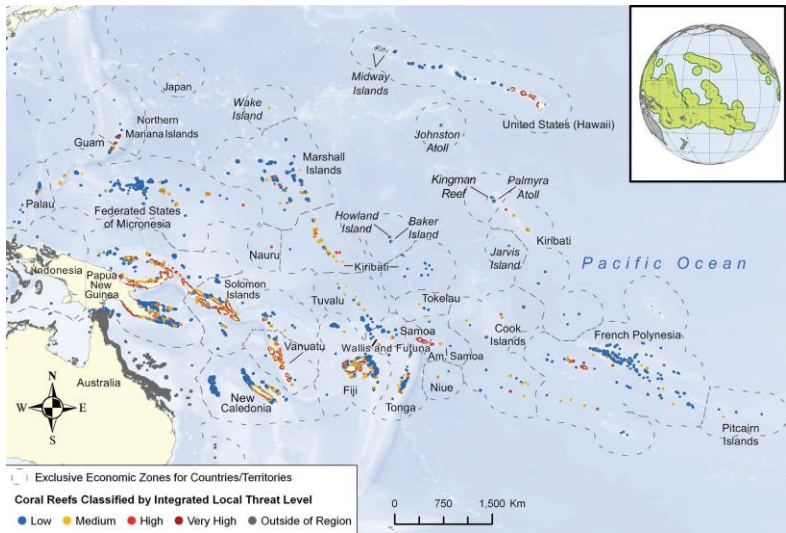 Midway
Islands
Japan
Wake
Island
United States (Hawaii)
Northern
Mariana Islands
Guam
Johnston
Atoll
Marshall
Islands
Kingman
Reef
Palmyra
Atoll
Palau
Federated States
of Micronesia
Howland
Island
Baker
Island
Kiribati
Nauru
Jarvis
Island
Pacific Ocean
Indonesia
Papua
New
Guinea
Kiribati
Solomon
Islands
Tuvalu
Tokelau
Samoa
Cook
Islands
French Polynesia
Vanuatu
Wallis and Futuna
Am. Samoa
Australia
New
Caledonia
Fiji
Tonga
Niue
Pitcairn
Islands
N
W E
S
Exclusive Economic Zones for Countries/Territories
Coral Reefs Classified by Integrated Local Threat Level
Low Medium High Very High Outside of Region
0 750 1,500 Km